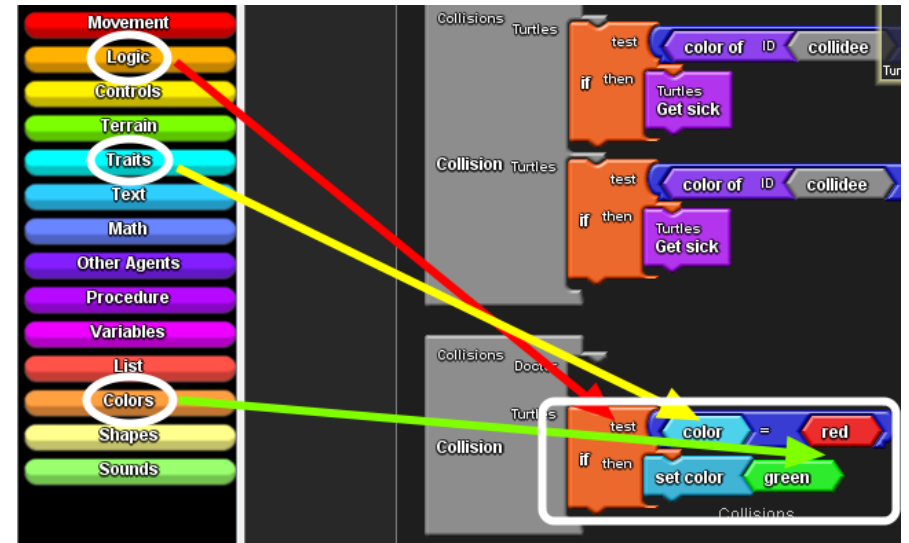 Movement
Logic
Controls
Terrain
Traits
Text
Math
Other Agents
Procedure
Variables
List
Colors
Shapes
Sounds
Collisions
Turtles
test color of ID collidee
if then
Turtles
Get sick
Tur
Collision Turtles
test color of ID collidee
if then
Turtles
Get sick
Collisions
Turtles
test color = red
Collision
if then
set color green
Collisions